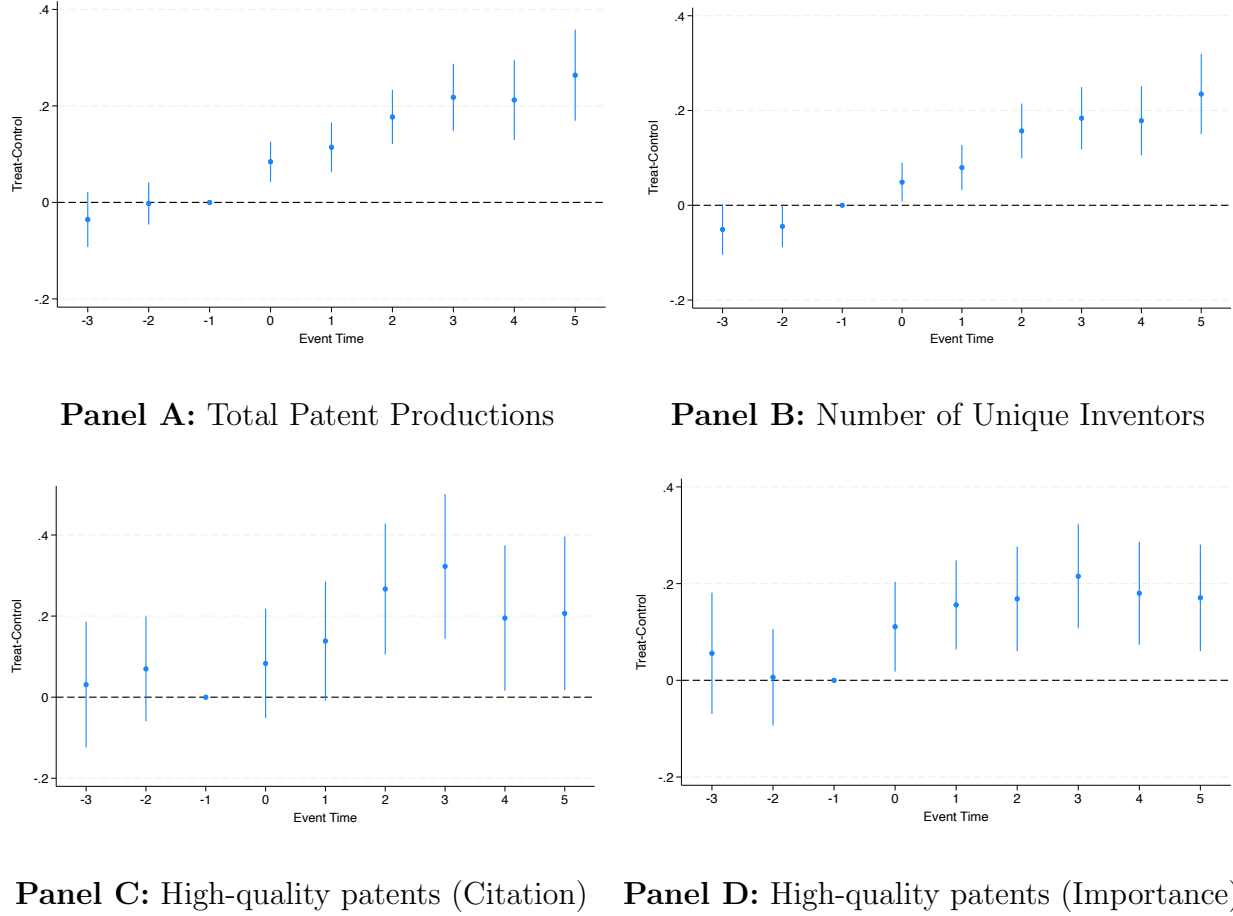 .4
.2
0
-.2
Treat-Control
-3 -2 -1 0 1 2 3 4 5
Event Time
Panel A: Total Patent Productions
.4
.2
0
-.2
Treat-Control
-3 -2 -1 0 1 2 3 4 5
Event Time
Panel B: Number of Unique Inventors
.4
.2
0
-.2
Treat-Control
-3 -2 -1 0 1 2 3 4 5
Event Time
Panel C: High-quality patents (Citation)
.4
.2
0
-.2
Treat-Control
-3 -2 -1 0 1 2 3 4 5
Event Time
Panel D: High-quality patents (Importance)